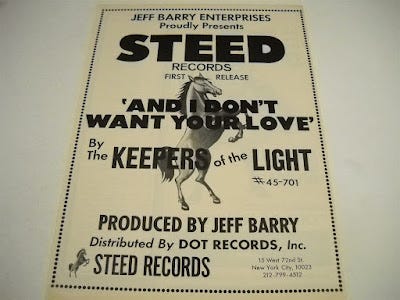 JEFF BARRY ENTERPRISES
Proudly Presents
STEED
RECORDS
FIRST RELEASE
'AND I DON'T
WANT YOUR LOVE'
By
The KEEPERS of the LIGHT
#45-701
PRODUCED BY JEFF BARRY
Distributed By DOT RECORDS, Inc.
STEED RECORDS
15 West 72nd St.
New York City, 10023
212-799-4512